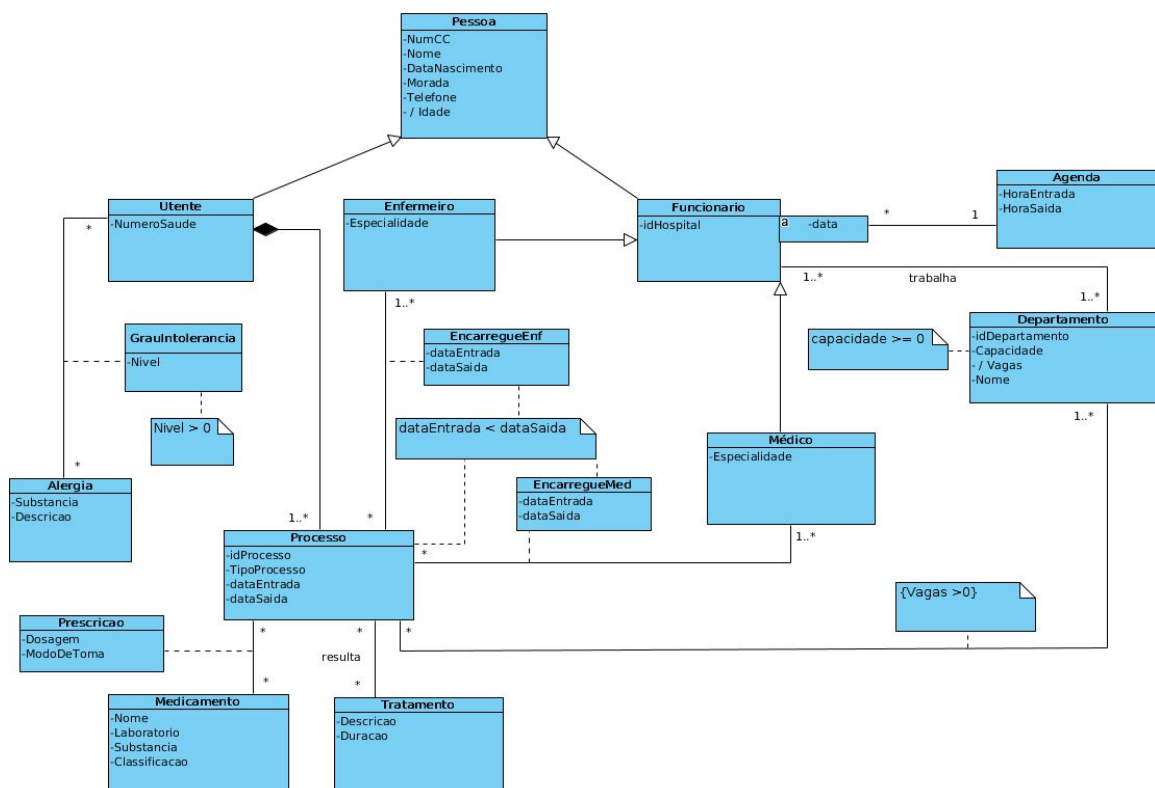 Pessoa
-NumCC
-Nome
-DataNascimento
-Morada
-Telefone
- / Idade
Utente
-NumeroSaude
*
Enfermeiro
-Especialidade
1..*
Funcionario
-idHospital
a
-data
*
1
Agenda
-HoraEntrada
-HoraSaida
1..*
trabalha
1..*
Departamento
-idDepartamento
-Capacidade
- / Vagas
-Nome
1..*
capacidade >= 0
GrauIntolerancia
-Nivel
Nivel > 0
EncarregueEnf
-dataEntrada
-dataSaida
dataEntrada < dataSaida
EncarregueMed
-dataEntrada
-dataSaida
Médico
-Especialidade
1..*
*
Alergia
-Substancia
-Descricao
1..*
*
Processo
-idProcesso
-TipoProcesso
-dataEntrada
-dataSaida
*
{Vagas >0}
Prescricao
-Dosagem
-ModoDeToma
*
*
*
resulta
*
*
Medicamento
-Nome
-Laboratorio
-Substancia
-Classificacao
Tratamento
-Descricao
-Duracao